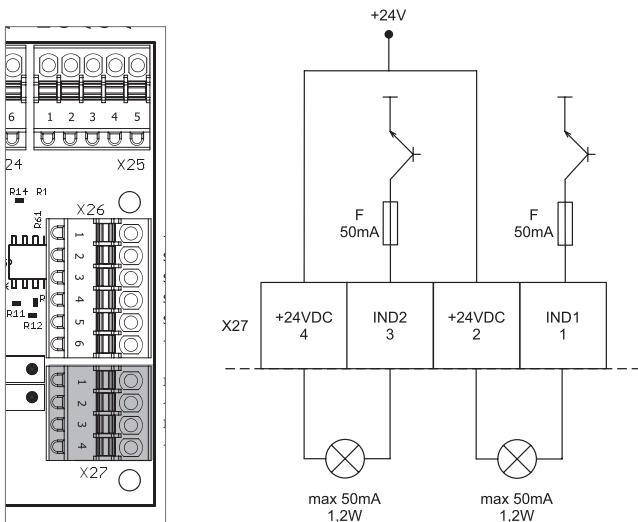 6 1 2 3 4 5
24 X25
R14 R1
R61
X26
1
2
3
4
5
6
R11 R
R12
1
2
3
4
X27
+24V
F
50mA
F
50mA
X27
+24VDC
4
IND2
3
+24VDC
2
IND1
1
max 50mA
1,2W
max 50mA
1,2W